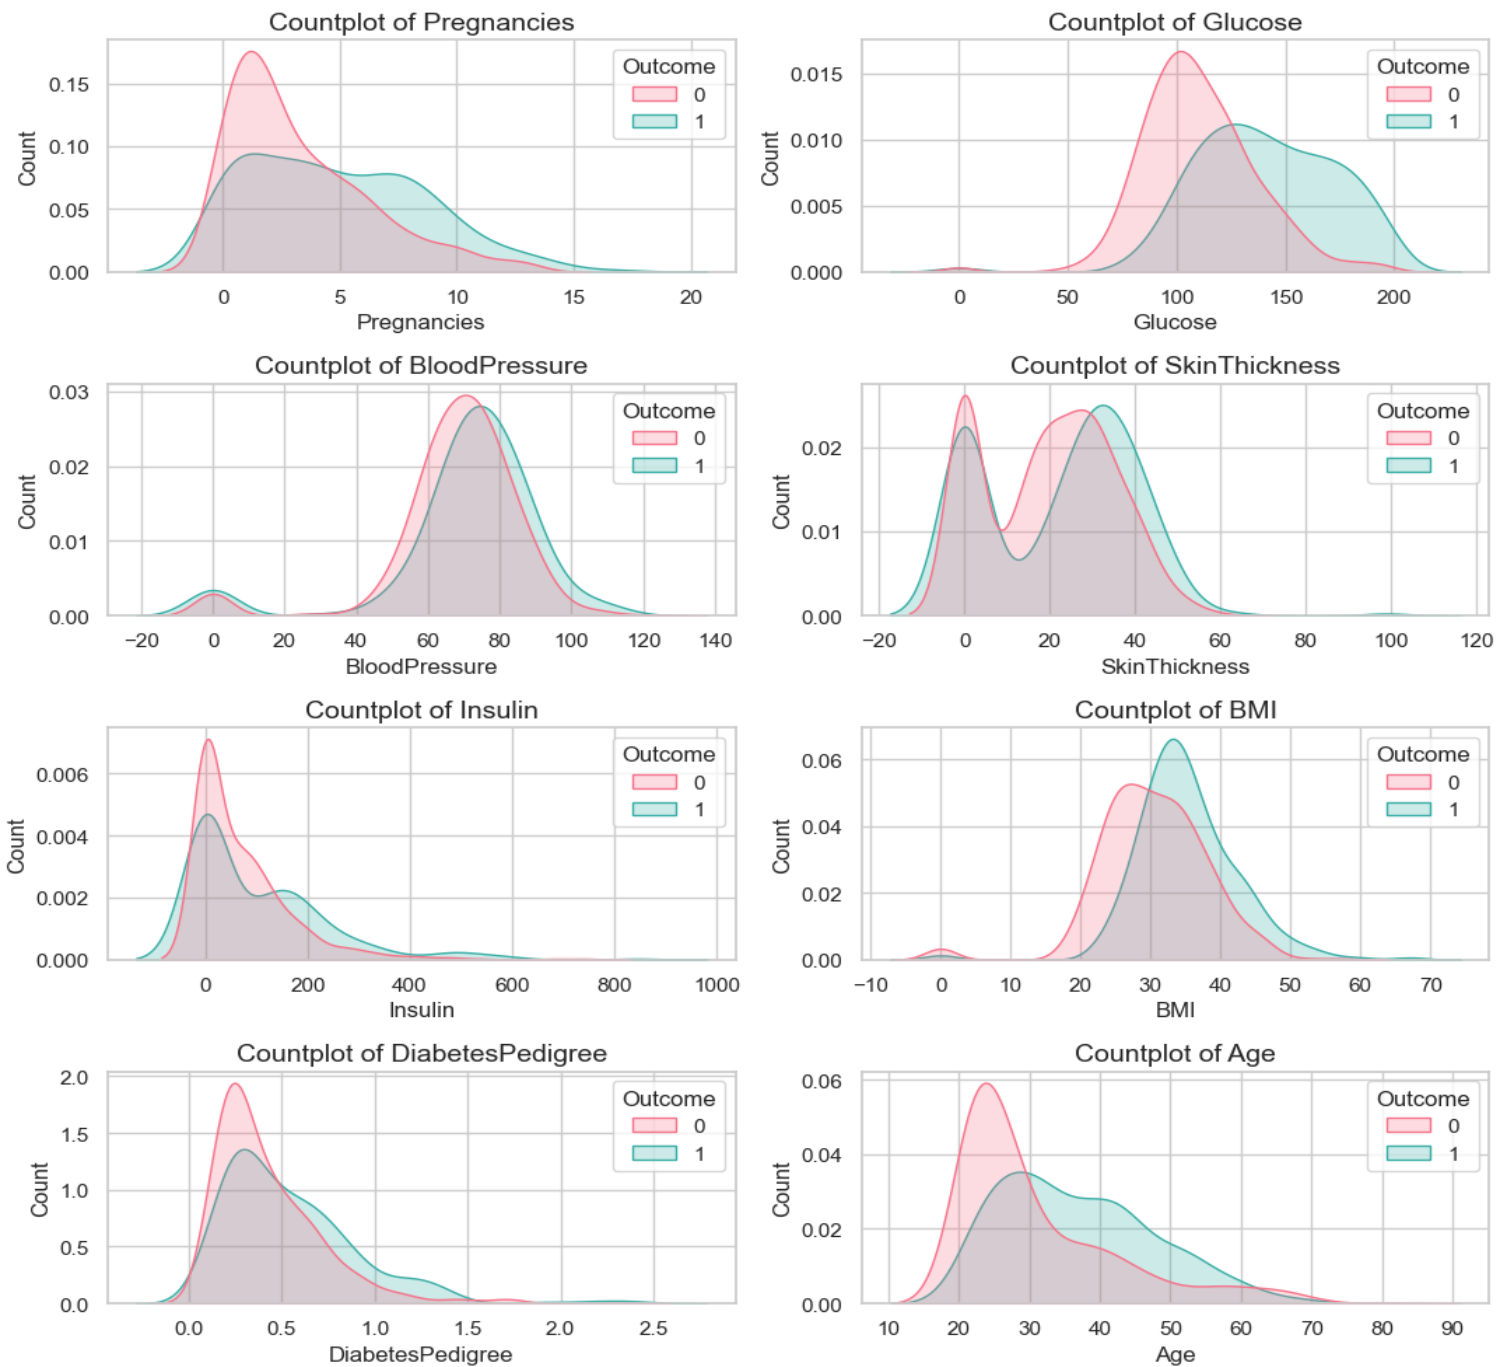 Countplot of Pregnancies
Outcome
0
1
0.15
0.10
0.05
0.00
Count
0 5 10 15 20
Pregnancies
Countplot of Glucose
Outcome
0
1
0.015
0.010
0.005
0.000
Count
0 50 100 150 200
Glucose
Countplot of BloodPressure
Outcome
0
1
0.03
0.02
0.01
0.00
Count
−20 0 20 40 60 80 100 120 140
BloodPressure
Countplot of SkinThickness
Outcome
0
1
0.02
0.01
0.00
Count
−20 0 20 40 60 80 100 120
SkinThickness
Countplot of Insulin
Outcome
0
1
0.006
0.004
0.002
0.000
Count
0 200 400 600 800 1000
Insulin
Countplot of BMI
Outcome
0
1
0.06
0.04
0.02
0.00
Count
−10 0 10 20 30 40 50 60 70
BMI
Countplot of DiabetesPedigree
Outcome
0
1
2.0
1.5
1.0
0.5
0.0
Count
0.0 0.5 1.0 1.5 2.0 2.5
DiabetesPedigree
Countplot of Age
Outcome
0
1
0.06
0.04
0.02
0.00
Count
10 20 30 40 50 60 70 80 90
Age